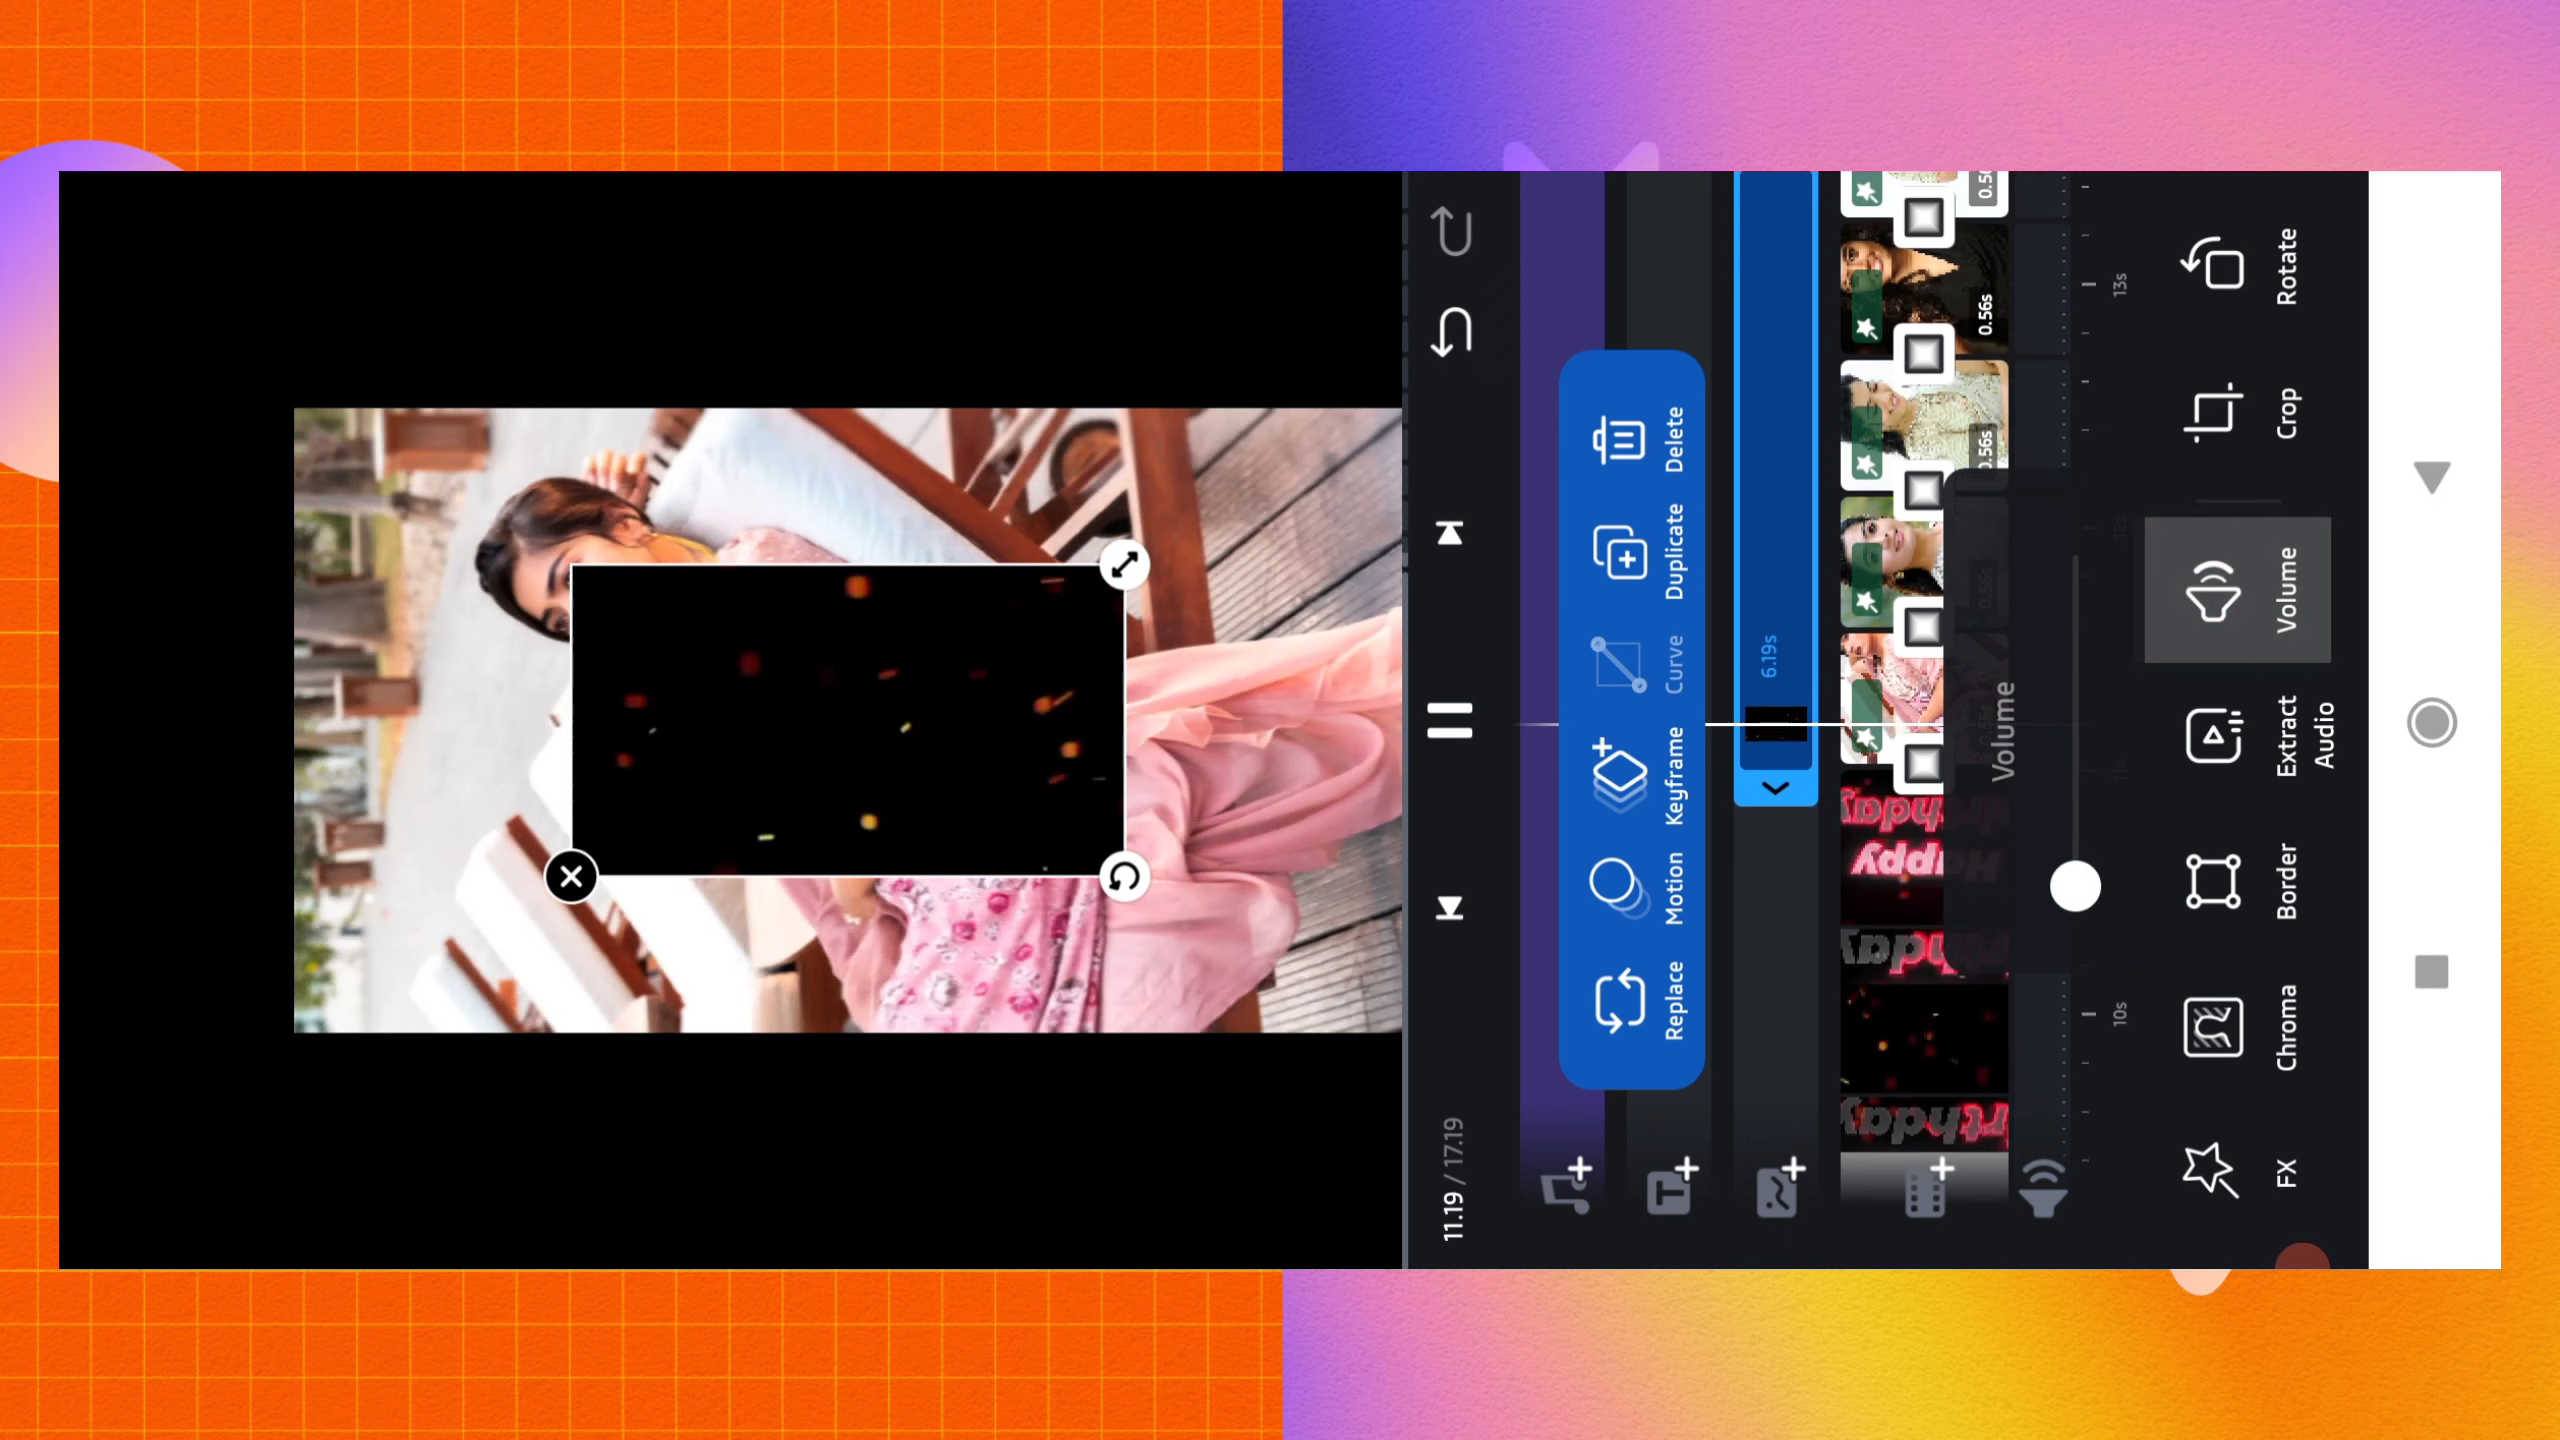 11.19 / 17.19
Replace
Motion
Keyframe
Curve
Duplicate
Delete
6.19s
0.56s
0.56s
Happy
10s
13s
Volume
FX
Chroma
Border
Extract
Audio
Volume
Crop
Rotate